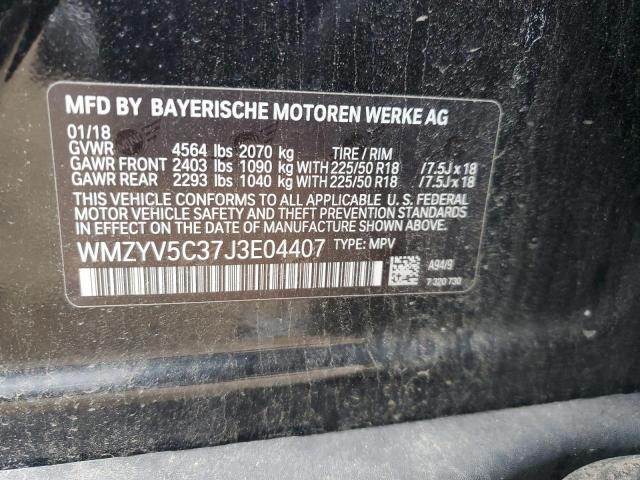 MFD BY BAYERISCHE MOTOREN WERKE AG
01/18
GVWR 4564 lbs 2070 kg TIRE / RIM
GAWR FRONT 2403 lbs 1090 kg WITH 225/50 R18 /7.5J x 18
GAWR REAR 2293 lbs 1040 kg WITH 225/50 R18 /7.5J x 18
THIS VEHICLE CONFORMS TO ALL APPLICABLE U. S. FEDERAL
MOTOR VEHICLE SAFETY, BUMPER, AND THEFT PREVENTION STANDARDS
IN EFFECT ON THE DATE OF MANUFACTURE SHOWN ABOVE.
WMZYV5C37J3E04407 TYPE: MPV
A94/9
7 320 730